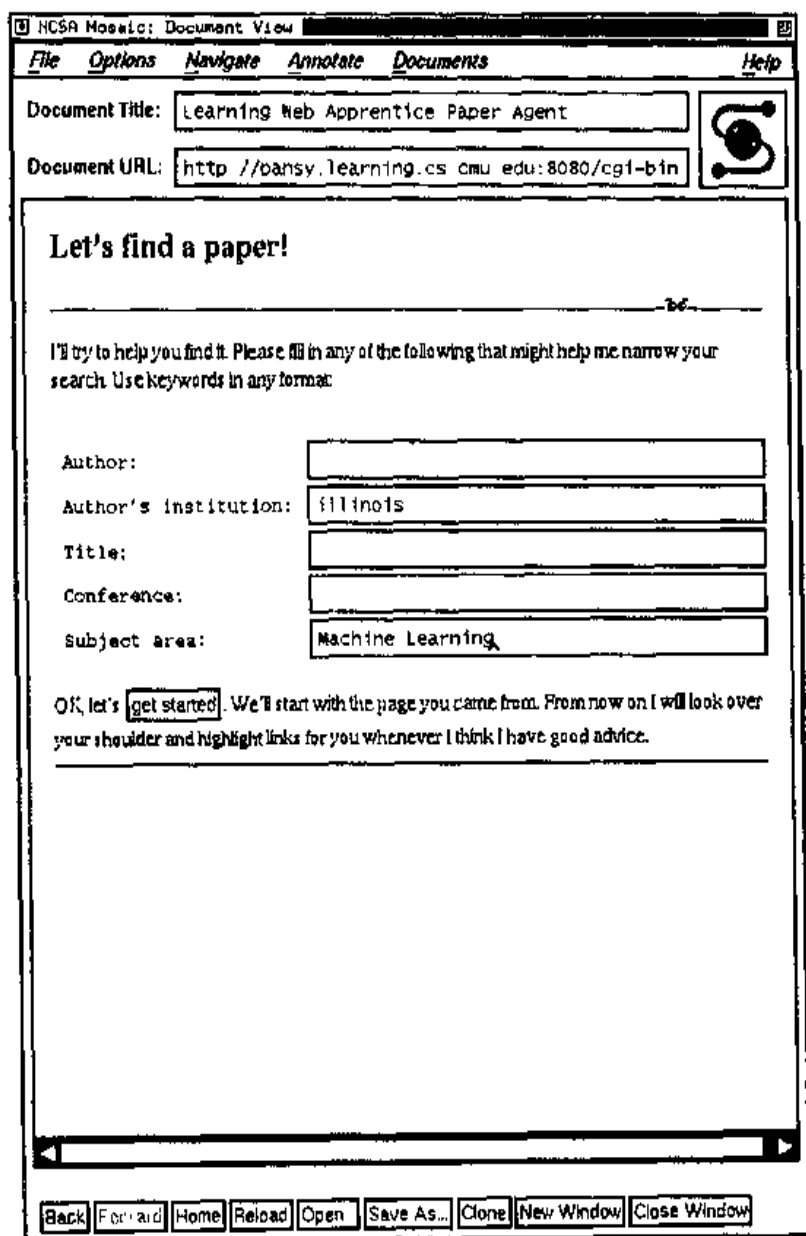 NCSA Mosaic: Document View
File Options Navigate Annotate Documents Help
Document Title: Learning Web Apprentice Paper Agent
Document URL: http //pansy.learning.cs cmu edu:8080/cgi-bin
Let's find a paper!
I'll try to help you find it. Please fill in any of the following that might help me narrow your
search. Use keywords in any format:
Author:
Author's institution: illinois
Title:
Conference:
Subject area: Machine Learning
OK, let's get started. We'll start with the page you came from. From now on I will look over
your shoulder and highlight links for you whenever I think I have good advice.
Back Forward Home Reload Open Save As... Clone New Window Close Window